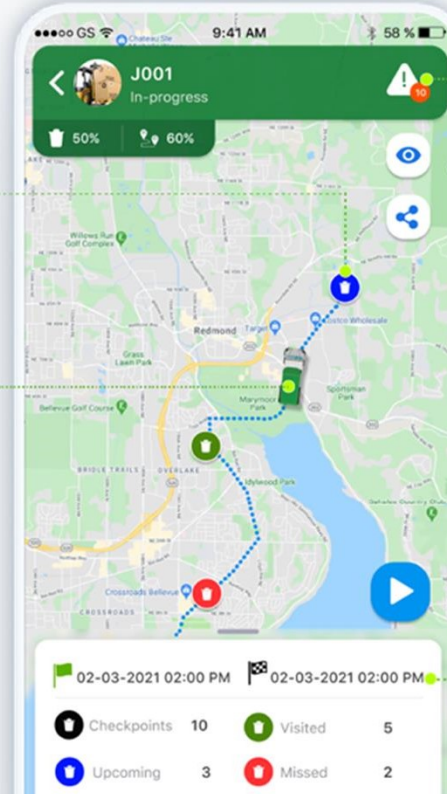 GS 9:41 AM 58 %
Chateau Ste
J001
In-progress
10
50% 60%
Willows Run
Golf Complex
Redmond
Target
Costco Wholesale
Grass
Lawn Park
Marymoor
Park
Sportsman
Park
Bellevue Golf Course
BRIDLE TRAILS
OVERLAKE
Idylwood Park
Crossroads Bellevue
CROSSROADS
02-03-2021 02:00 PM 02-03-2021 02:00 PM
Checkpoints 10 Visited 5
Upcoming 3 Missed 2